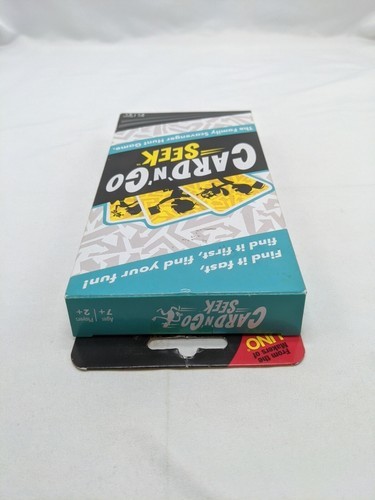 The Family Scavenger Hunt Game.
CARD'N'GO
SEEK
Find it fast,
find it first, find your fun!
CARD'N'GO
SEEK
Ages 7+
Players 2+
From the
Makers of
UNO